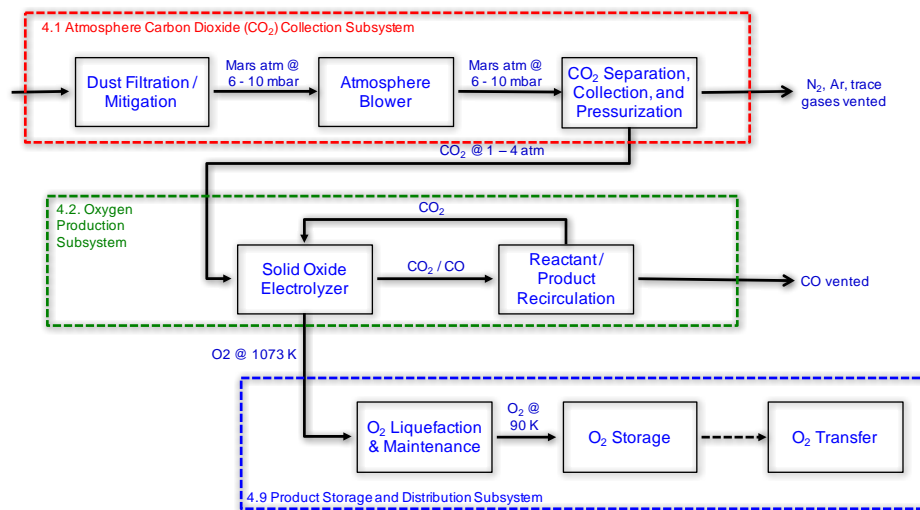 4.1 Atmosphere Carbon Dioxide (CO₂) Collection Subsystem
Dust Filtration /
Mitigation
Mars atm @
6 - 10 mbar
Atmosphere
Blower
Mars atm @
6 - 10 mbar
CO₂ Separation,
Collection, and
Pressurization
N₂, Ar, trace
gases vented
CO₂ @ 1 – 4 atm
4.2. Oxygen
Production
Subsystem
CO₂
Solid Oxide
Electrolyzer
CO₂ / CO
Reactant /
Product
Recirculation
CO vented
O2 @ 1073 K
O₂ Liquefaction
& Maintenance
O₂ @
90 K
O₂ Storage
O₂ Transfer
4.9 Product Storage and Distribution Subsystem